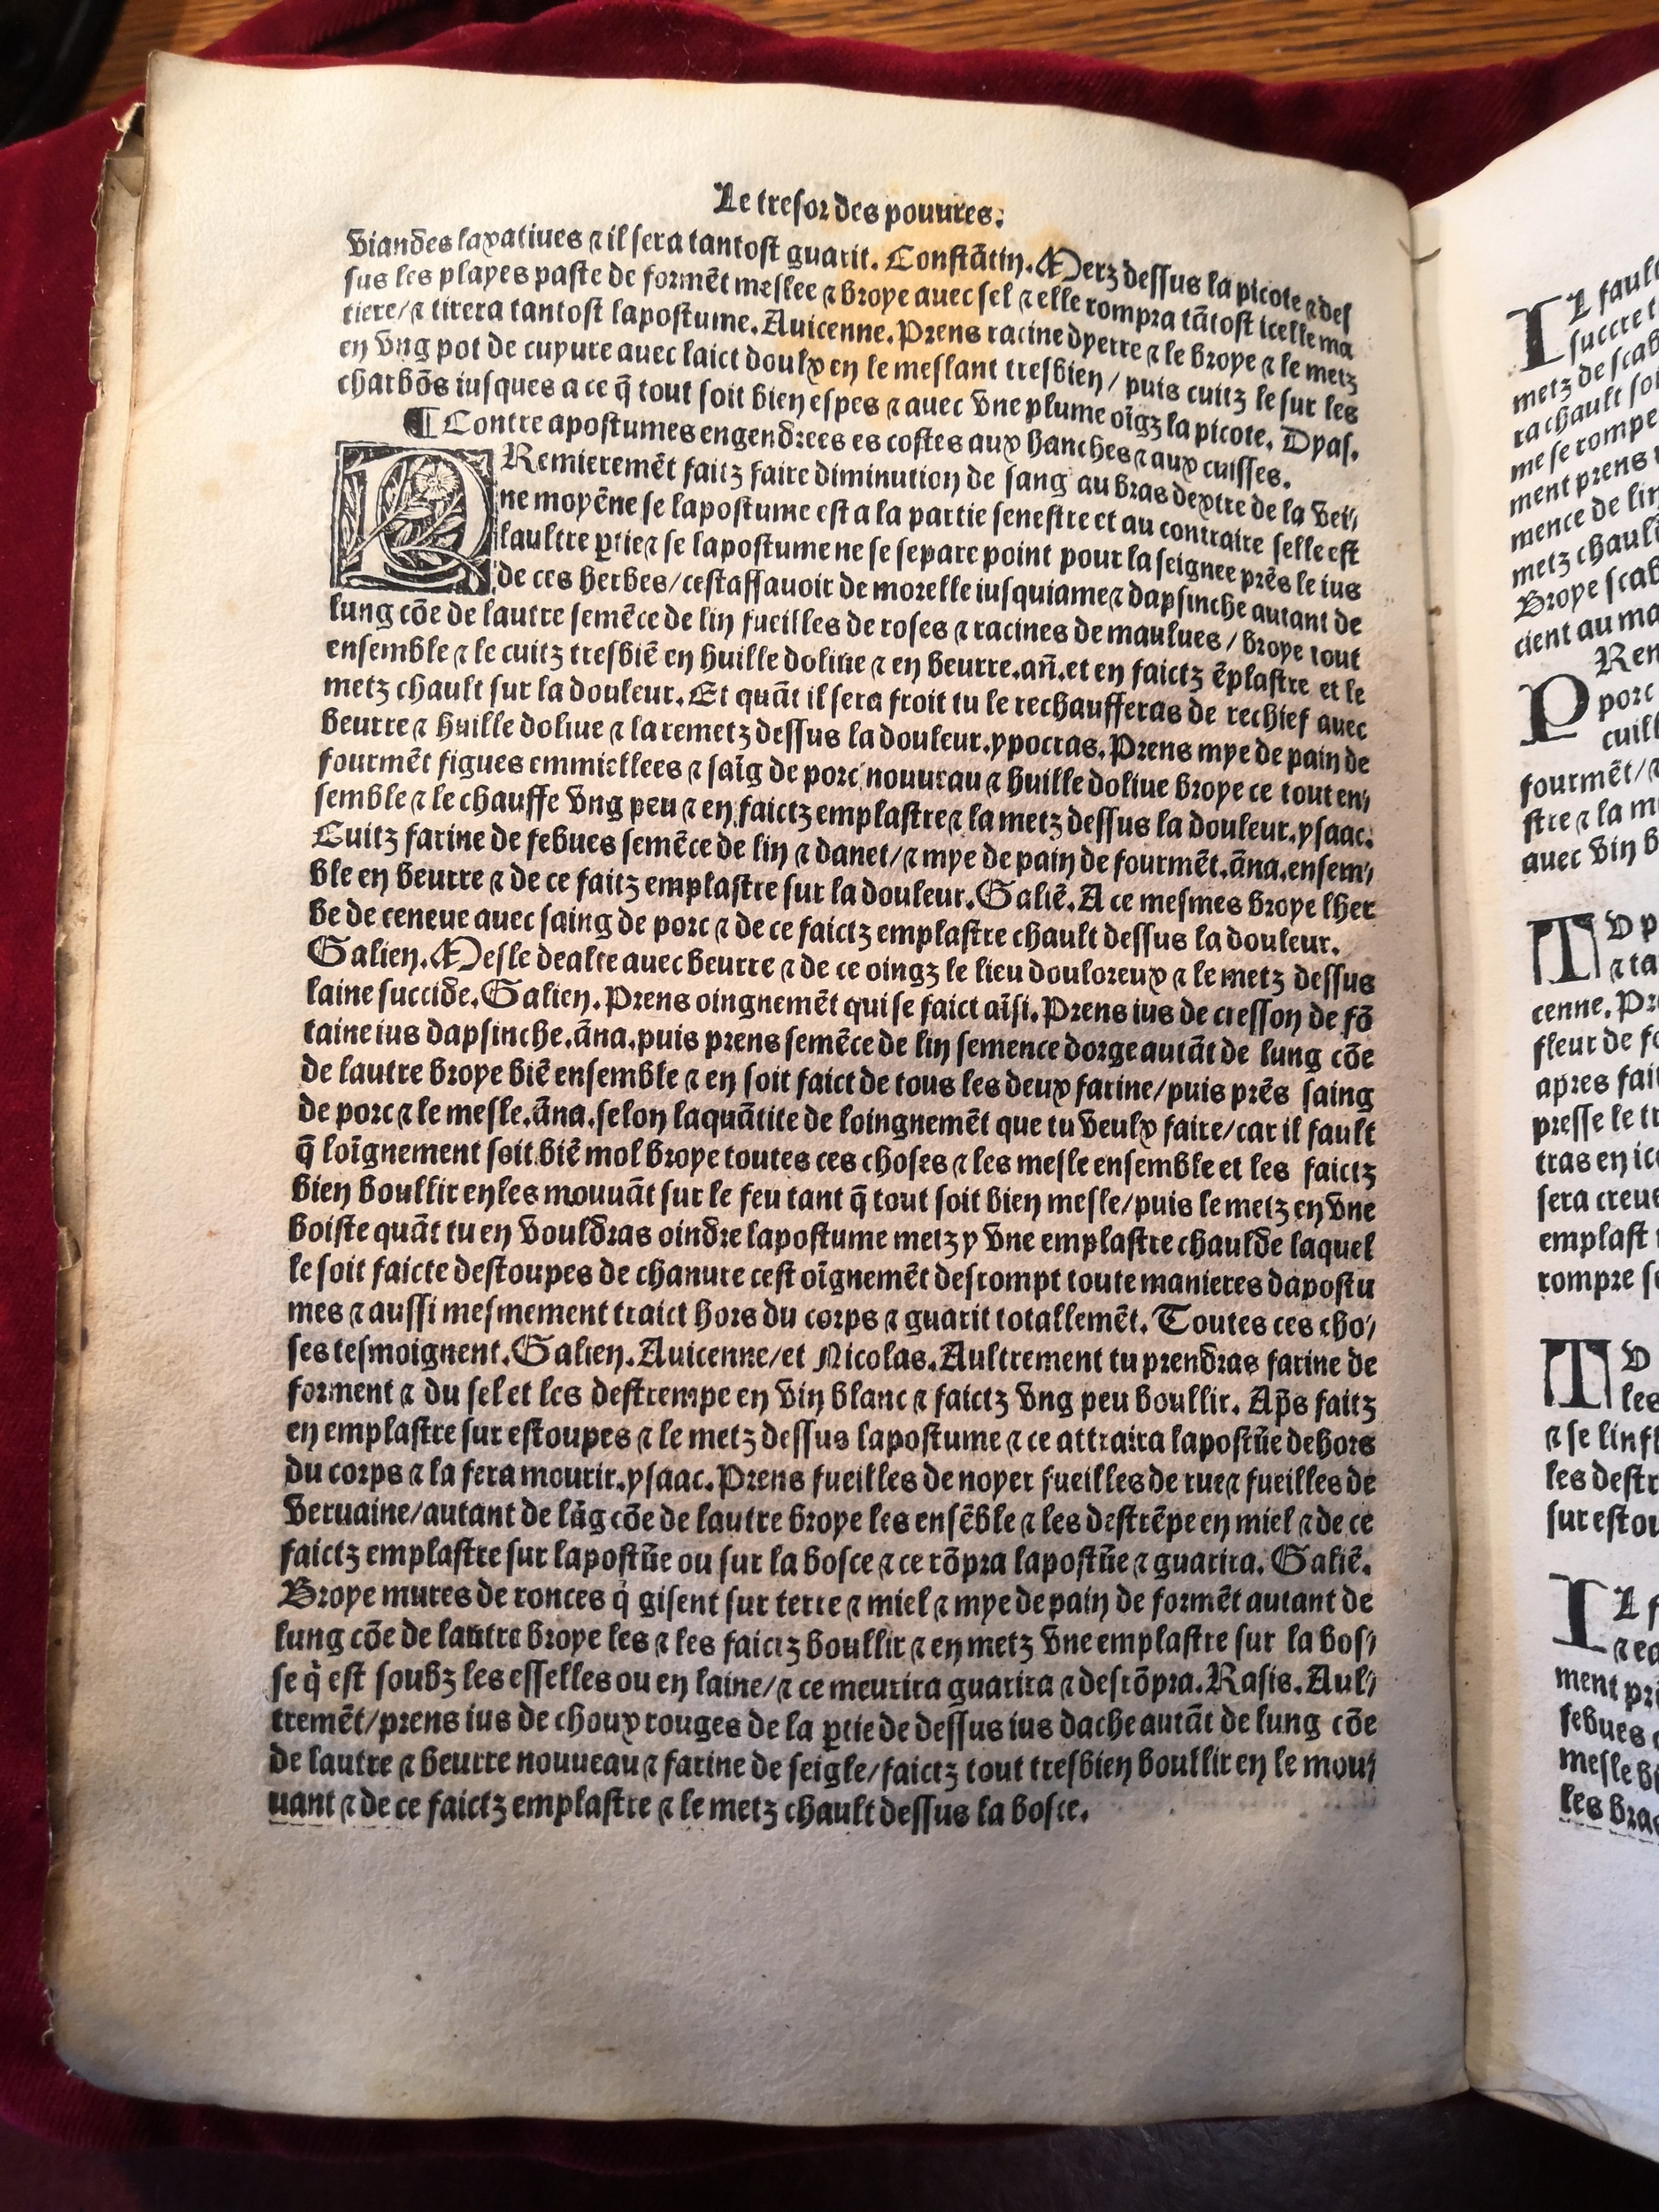 Le tresor des pouures.
viandes laxatiues ⁊ il sera tantost guarit. Constātin. Metz dessus la picote ⁊ des
sus les playes paste de formēt meslee ⁊ broye auec sel ⁊ elle rompra tātost icelle ma
tiere/⁊ tirera tantost lapostume. Auicenne. Prens racine dyerre ⁊ le broye ⁊ le metz
en vng pot de cuyure auec laict doulx en le meslant tresbien/ puis cuitz le sur les
charbōs iusques a ce q̄ tout soit bien espes ⁊ auec vne plume oīgz la picote. Dyas.
¶ Contre apostumes engendrees es costes aux hanches ⁊ aux cuisses.
PRemieremēt faitz faire diminution de sang au bras dextre de la vei/
ne moyēne se lapostume est a la partie senestre et au contraire selle est
laultre ꝑtie⁊ se lapostume ne se separe point pour la seignee prēs le ius
de ces herbes/cestassauoir de morelle iusquiame⁊ dapsinche autant de
lung cōe de lautre semēce de lin fueilles de roses ⁊ racines de maulues/ broye tout
ensemble ⁊ le cuitz tresbiē en huille doliue ⁊ en beurre.an̄.et en faictz ēplastre et le
metz chault sur la douleur. Et quāt il sera froit tu le rechaufferas de rechief auec
beurre ⁊ huille doliue ⁊ la remetz dessus la douleur.ypocras. Prens mye de pain de
fourmēt figues emmiellees ⁊ saīg de porc nouueau ⁊ huille doliue broye ce tout en/
semble ⁊ le chauffe vng peu ⁊ en faictz emplastre⁊ la metz dessus la douleur.ysaac.
Cuitz farine de febues semēce de lin ⁊ danet/⁊ mye de pain de fourmēt.āna.ensem/
ble en beurre ⁊ de ce faitz emplastre sur la douleur. Galiē. A ce mesmes broye lher
be de ceneue auec saing de porc ⁊ de ce faictz emplastre chault dessus la douleur.
Galien. Mesle dealte auec beurre ⁊ de ce oingz le lieu douloreux ⁊ le metz dessus
laine succide. Galien. Prens oingnemēt qui se faict aīsi. Prens ius de cresson de fō
taine ius dapsinche.āna.puis prens semēce de lin semence dorge autāt de lung cōe
de lautre broye biē ensemble ⁊ en soit faict de tous les deux farine/puis prēs saing
de porc ⁊ le mesle.āna.selon laquātite de loingnemēt que tu veulx faire/car il fault
q̄ loīgnement soit biē mol broye toutes ces choses ⁊ les mesle ensemble et les faictz
bien boullir en les mouuāt sur le feu tant q̄ tout soit bien mesle/puis le metz en vne
boiste quāt tu en vouldras oindre lapostume metz y vne emplastre chaulde laquel
le soit faicte destoupes de chanure cest oīgnemēt desrompt toute manieres dapostu
mes ⁊ aussi mesmement traict hors du corps ⁊ guarit totallemēt. Toutes ces cho/
ses tesmoignent. Galien. Auicenne/et Nicolas. Aultrement tu prendras farine de
forment ⁊ du sel et les destrempe en vin blanc ⁊ faictz vng peu boullir. Ap̄s faitz
en emplastre sur estoupes ⁊ le metz dessus lapostume ⁊ ce attraira lapostūe dehors
du corps ⁊ la fera mourir.ysaac. Prens fueilles de noyer fueilles de rue⁊ fueilles de
veruaine/autant de lūg cōe de lautre broye les ensēble ⁊ les destrēpe en miel ⁊ de ce
faictz emplastre sur lapostūe ou sur la bosce ⁊ ce rōpra lapostūe ⁊ guarira. Galiē.
Broye mures de ronces q̇ gisent sur terre ⁊ miel ⁊ mye de pain de formēt autant de
lung cōe de lautre broye les ⁊ les faictz boullir ⁊ en metz vne emplastre sur la bos/
se q̇ est soubz les esselles ou en laine/⁊ ce meurira guarira ⁊ desrōpra. Rasis. Aul/
tremēt/prens ius de choux rouges de la ꝑtie de dessus ius dache autāt de lung cōe
de lautre ⁊ beurre nouueau ⁊ farine de seigle/faictz tout tresbien boullir en le mou/
uant ⁊ de ce faictz emplastre ⁊ le metz chault dessus la bosce.